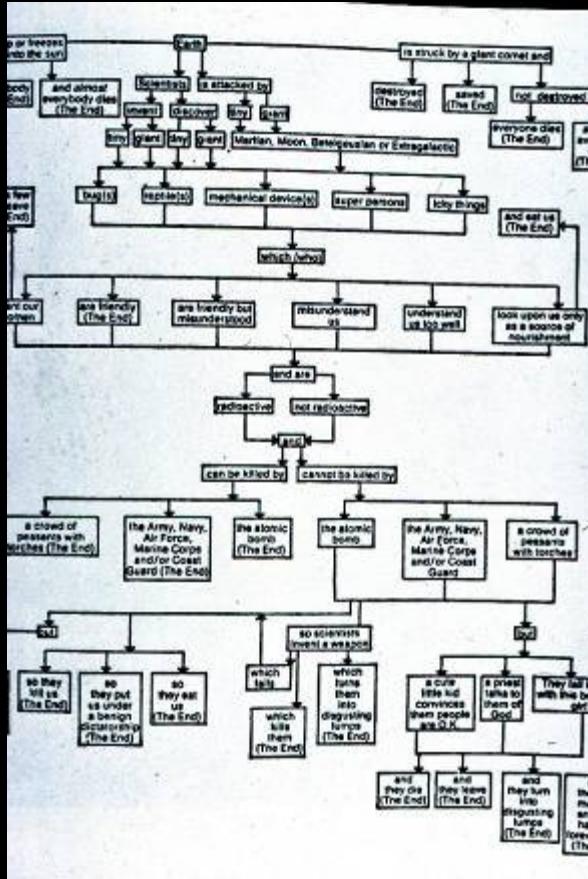 or freezes
into the sun
Earth
is struck by a giant comet and
and almost
everybody dies
(The End)
Scientists
is attacked by
destroyed
(The End)
saved
(The End)
not destroyed
everyone dies
(The End)
invent
discover
tiny
giant
tiny
giant
tiny
giant
Martian, Moon, Betelgeusian or Extragalactic
bug(s)
reptile(s)
mechanical device(s)
super persons
icky things
few
End)
and eat us
(The End)
which (who)
our
are friendly
(The End)
are friendly but
misunderstood
misunderstand
us
understand
us too well
look upon us only
as a source of
nourishment
and are
radioactive
not radioactive
and
can be killed by
cannot be killed by
a crowd of
peasants with
torches (The End)
the Army, Navy,
Air Force,
Marine Corps
and/or Coast
Guard (The End)
the atomic
bomb
(The End)
the atomic
bomb
the Army, Navy,
Air Force,
Marine Corps
and/or Coast
Guard
a crowd of
peasants
with torches
but
so scientists
invent a weapon
but
so they
kill us
(The End)
so
they put
us under
a benign
dictatorship
(The End)
so
they eat
us
(The End)
which
fails
which
kills
them
(The End)
which
turns
them
into
disgusting
lumps
(The End)
a cute
little kid
convinces
them people
are O.K.
a priest
talks to
them of
God
They fall
and
they die
(The End)
and
they leave
(The End)
and
they turn
into
disgusting
lumps
(The End)